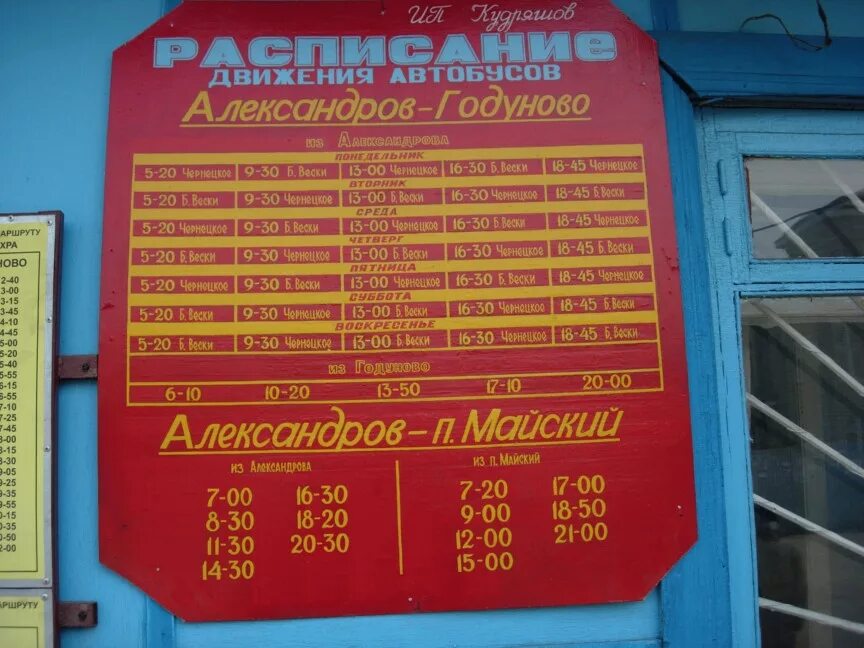 ИП Кудряшов
РАСПИСАНИЕ
ДВИЖЕНИЯ АВТОБУСОВ
Александров-Годуново
из Александрова
ПОНЕДЕЛЬНИК
5-20 Чернецкое 9-30 Б. Вески 13-00 Чернецкое 16-30 Б. Вески 18-45 Чернецкое
ВТОРНИК
5-20 Б. Вески 9-30 Чернецкое 13-00 Б. Вески 16-30 Чернецкое 18-45 Б. Вески
СРЕДА
5-20 Чернецкое 9-30 Б. Вески 13-00 Чернецкое 16-30 Б. Вески 18-45 Чернецкое
ЧЕТВЕРГ
5-20 Б. Вески 9-30 Чернецкое 13-00 Б. Вески 16-30 Чернецкое 18-45 Б. Вески
ПЯТНИЦА
5-20 Чернецкое 9-30 Б. Вески 13-00 Чернецкое 16-30 Б. Вески 18-45 Чернецкое
СУББОТА
5-20 Б. Вески 9-30 Чернецкое 13-00 Б. Вески 16-30 Чернецкое 18-45 Б. Вески
ВОСКРЕСЕНЬЕ
5-20 Б. Вески 9-30 Чернецкое 13-00 Б. Вески 16-30 Чернецкое 18-45 Б. Вески
из Годуново
6-10 10-20 13-50 17-10 20-00
Александров-п. Майский
из Александрова из п. Майский
7-00 16-30 7-20 17-00
8-30 18-20 9-00 18-50
11-30 20-30 12-00 21-00
14-30 15-00